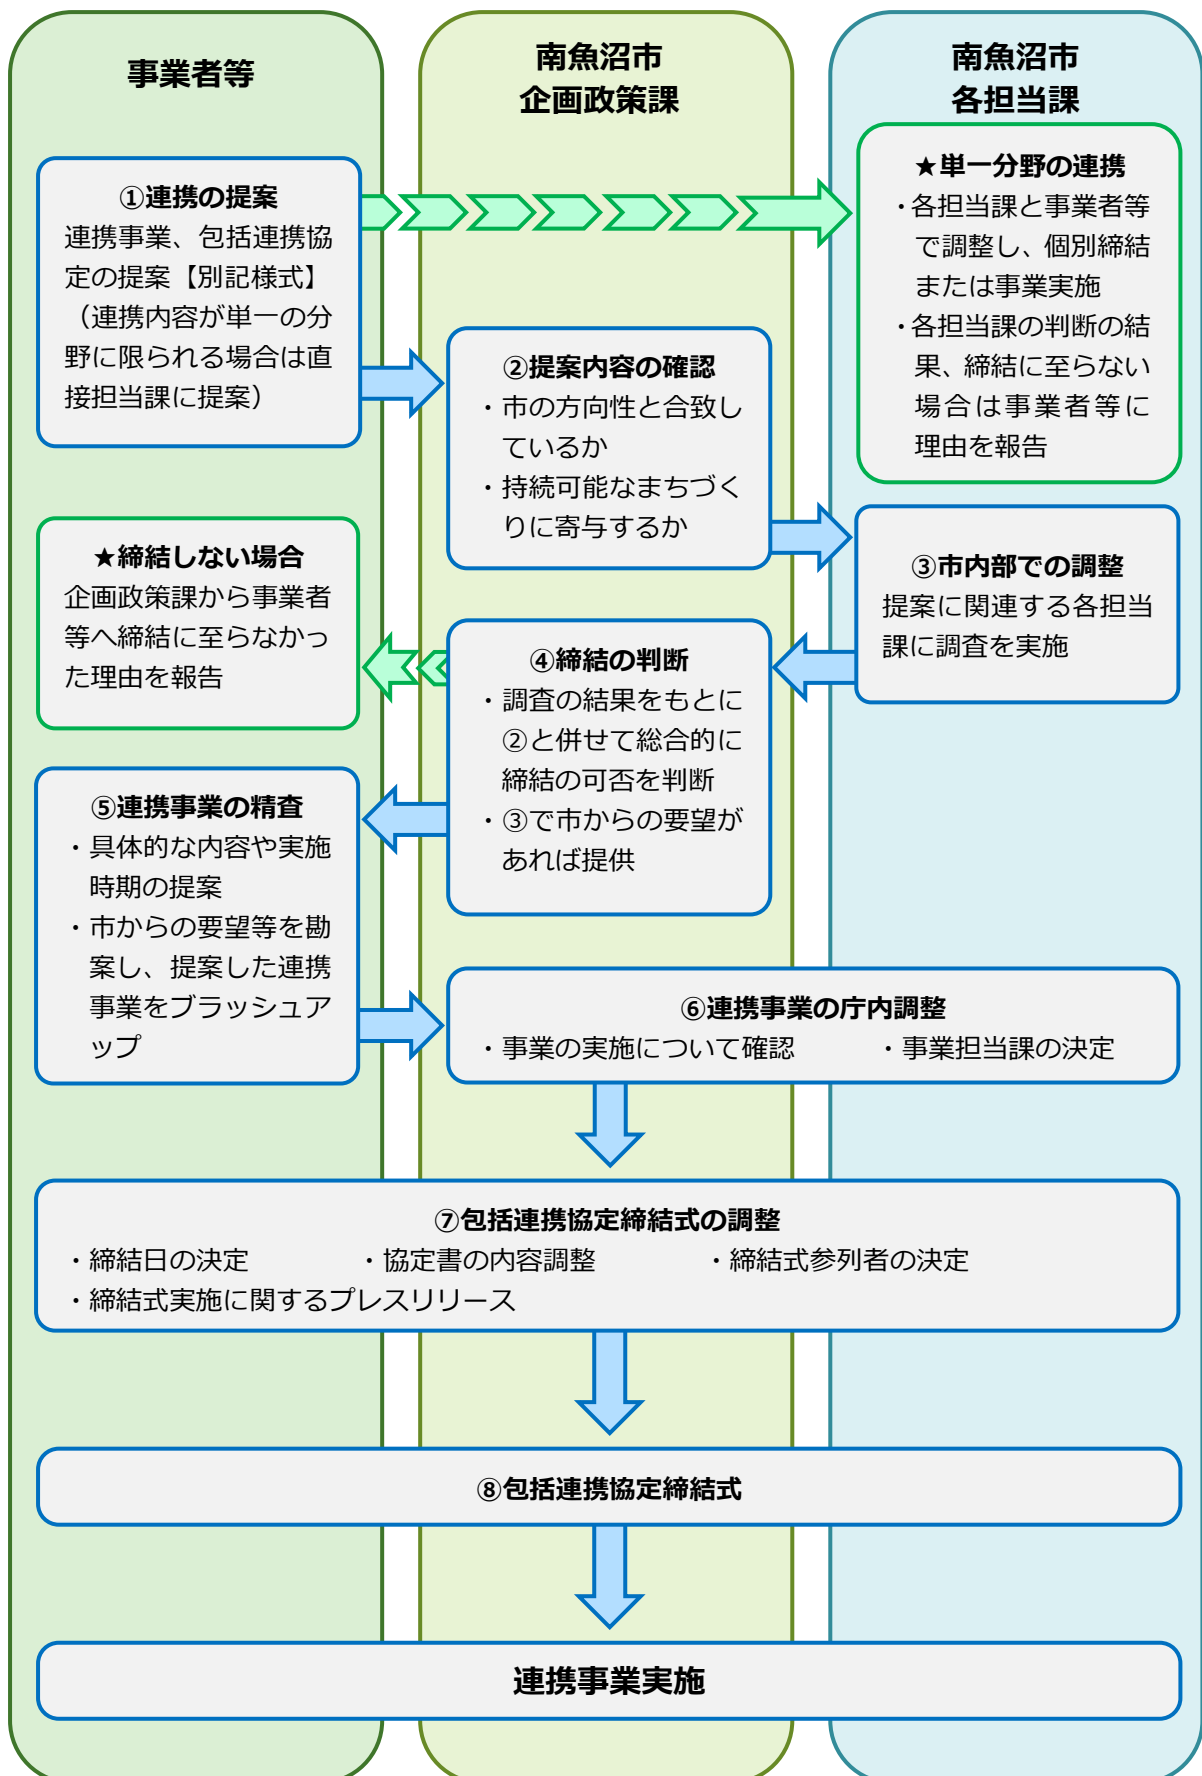 事業者等
南魚沼市
企画政策課
南魚沼市
各担当課
①連携の提案
連携事業、包括連携協
定の提案【別記様式】
（連携内容が単一の分
野に限られる場合は直
接担当課に提案）
★単一分野の連携
・各担当課と事業者等
で調整し、個別締結
または事業実施
・各担当課の判断の結
果、締結に至らない
場合は事業者等に
理由を報告
②提案内容の確認
・市の方向性と合致し
ているか
・持続可能なまちづく
りに寄与するか
③市内部での調整
提案に関連する各担当
課に調査を実施
★締結しない場合
企画政策課から事業者
等へ締結に至らなかっ
た理由を報告
④締結の判断
・調査の結果をもとに
②と併せて総合的に
締結の可否を判断
・③で市からの要望が
あれば提供
⑤連携事業の精査
・具体的な内容や実施
時期の提案
・市からの要望等を勘
案し、提案した連携
事業をブラッシュア
ップ
⑥連携事業の庁内調整
・事業の実施について確認 ・事業担当課の決定
⑦包括連携協定締結式の調整
・締結日の決定 ・協定書の内容調整 ・締結式参列者の決定
・締結式実施に関するプレスリリース
⑧包括連携協定締結式
連携事業実施